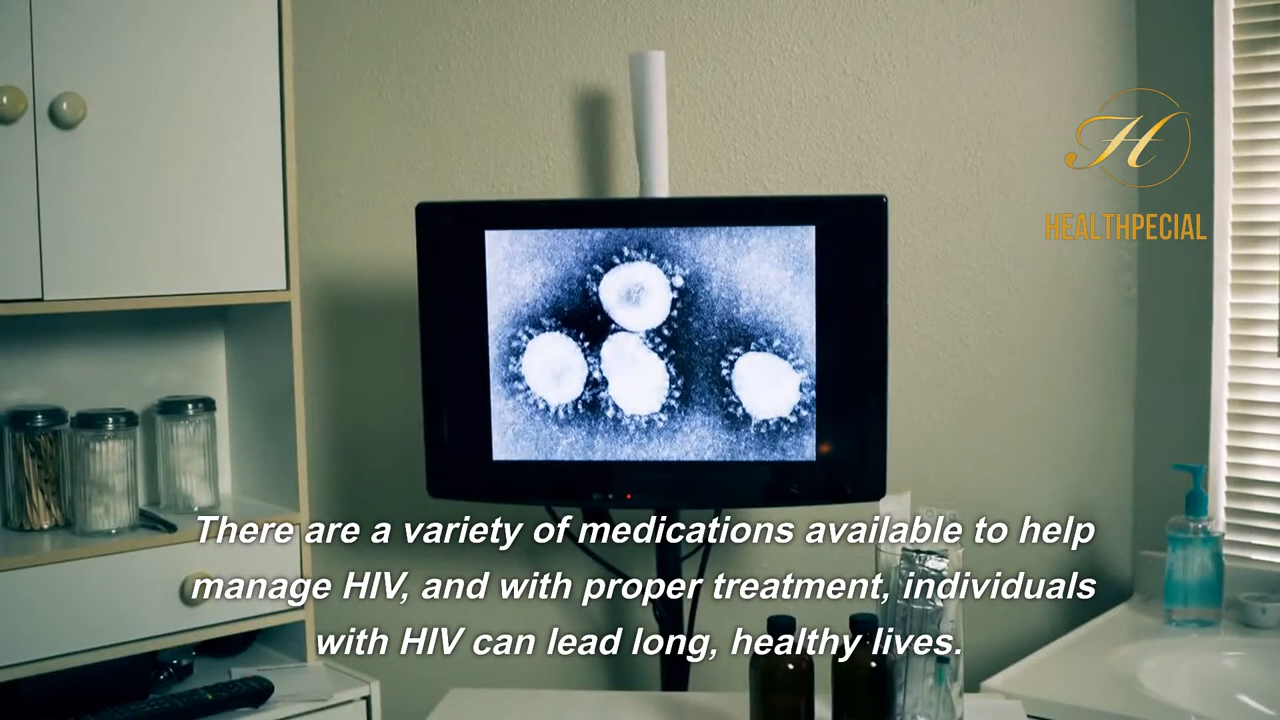 H
HEALTHPECIAL
There are a variety of medications available to help
manage HIV, and with proper treatment, individuals
with HIV can lead long, healthy lives.